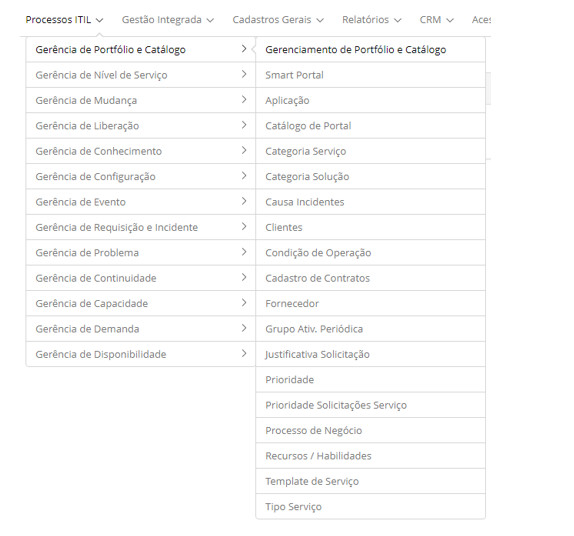 Processos ITIL Gestão Integrada Cadastros Gerais Relatórios CRM Aces
Gerência de Portfólio e Catálogo
Gerência de Nível de Serviço
Gerência de Mudança
Gerência de Liberação
Gerência de Conhecimento
Gerência de Configuração
Gerência de Evento
Gerência de Requisição e Incidente
Gerência de Problema
Gerência de Continuidade
Gerência de Capacidade
Gerência de Demanda
Gerência de Disponibilidade
Gerenciamento de Portfólio e Catálogo
Smart Portal
Aplicação
Catálogo de Portal
Categoria Serviço
Categoria Solução
Causa Incidentes
Clientes
Condição de Operação
Cadastro de Contratos
Fornecedor
Grupo Ativ. Periódica
Justificativa Solicitação
Prioridade
Prioridade Solicitações Serviço
Processo de Negócio
Recursos / Habilidades
Template de Serviço
Tipo Serviço